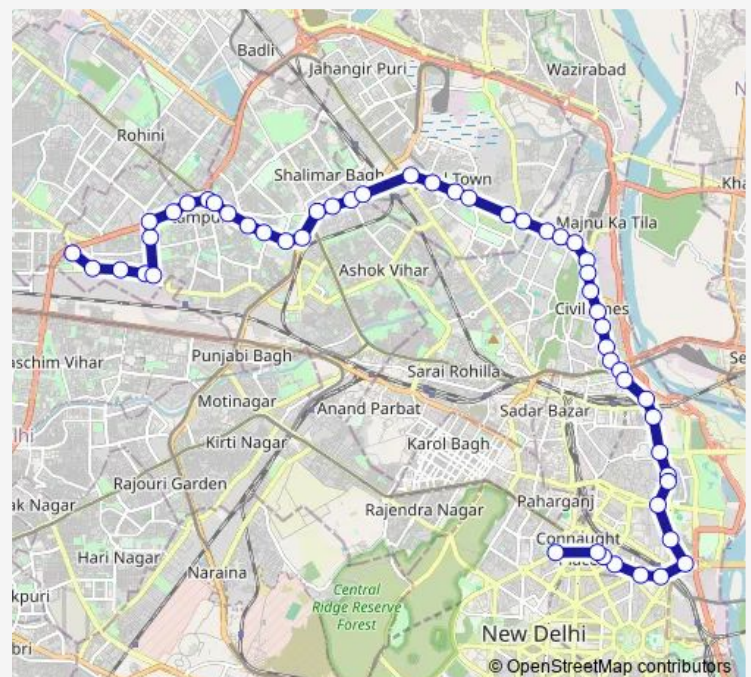 Badli
Jahangir Puri
Wazirabad
Rohini
Shalimar Bagh
Town
Kha
Majnu Ka Tila
Ashok Vihar
Civil
nes
aschim Vihar
Punjabi Bagh
Sarai Rohilla
Se
Motinagar
Anand Parbat
Sadar Bazar
lhi
Kirti Nagar
Karol Bagh
Rajouri Garden
ak Nagar
Rajendra Nagar
Paharganj
Connaught
Hari Nagar
Naraina
Central
Ridge Reserve
Forest
kpuri
New Delhi
bri
© OpenStreetMap contributors